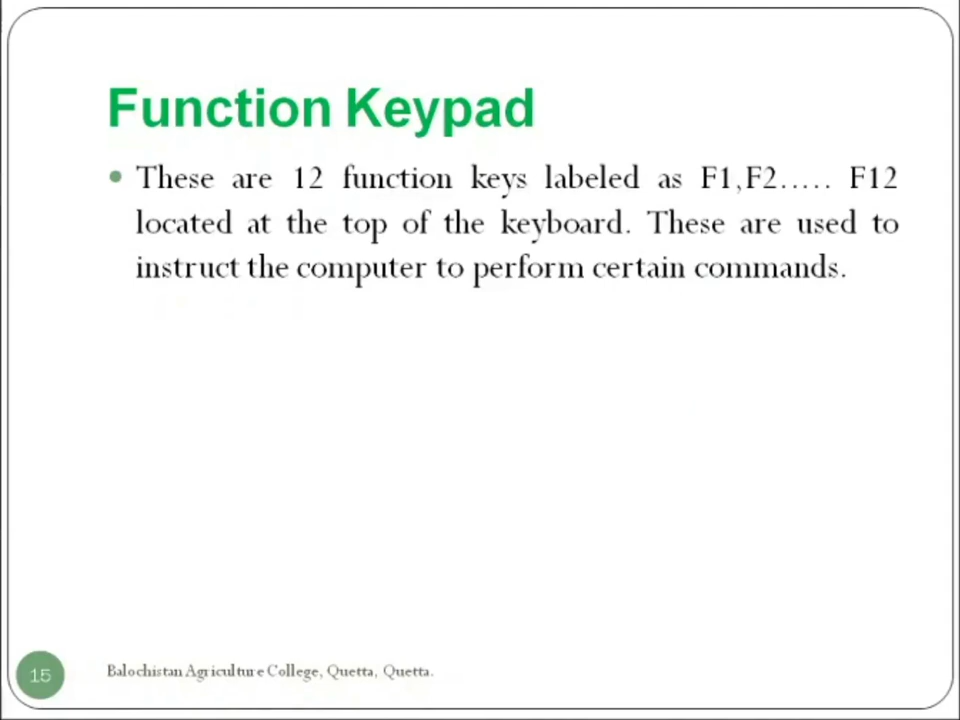 Function Keypad
• These are 12 function keys labeled as F1,F2..... F12
located at the top of the keyboard. These are used to
instruct the computer to perform certain commands.
15
Balochistan Agriculture College, Quetta, Quetta.